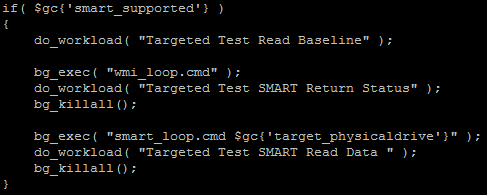 if( $gc{'smart_supported'} )
{
do_workload( "Targeted Test Read Baseline" );
bg_exec( "wmi_loop.cmd" );
do_workload( "Targeted Test SMART Return Status" );
bg_killall();
bg_exec( "smart_loop.cmd $gc{'target_physicaldrive'}" );
do_workload( "Targeted Test SMART Read Data " );
bg_killall();
}